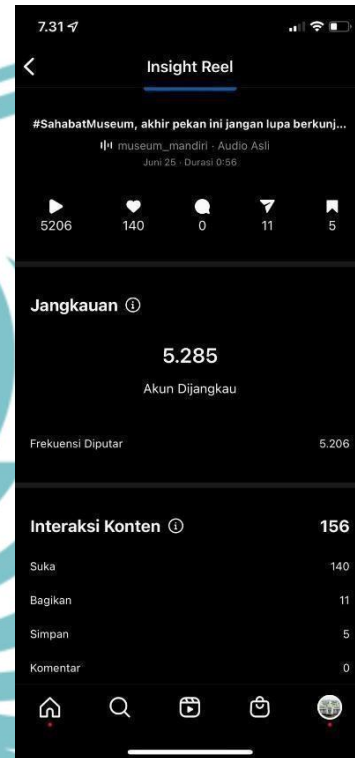 7.31
Insight Reel
#SahabatMuseum, akhir pekan ini jangan lupa berkunj...
museum_mandiri · Audio Asli
Juni 25 · Durasi 0:56
5206 140 0 11 5
Jangkauan
5.285
Akun Dijangkau
Frekuensi Diputar 5.206
Interaksi Konten 156
Suka 140
Bagikan 11
Simpan 5
Komentar 0